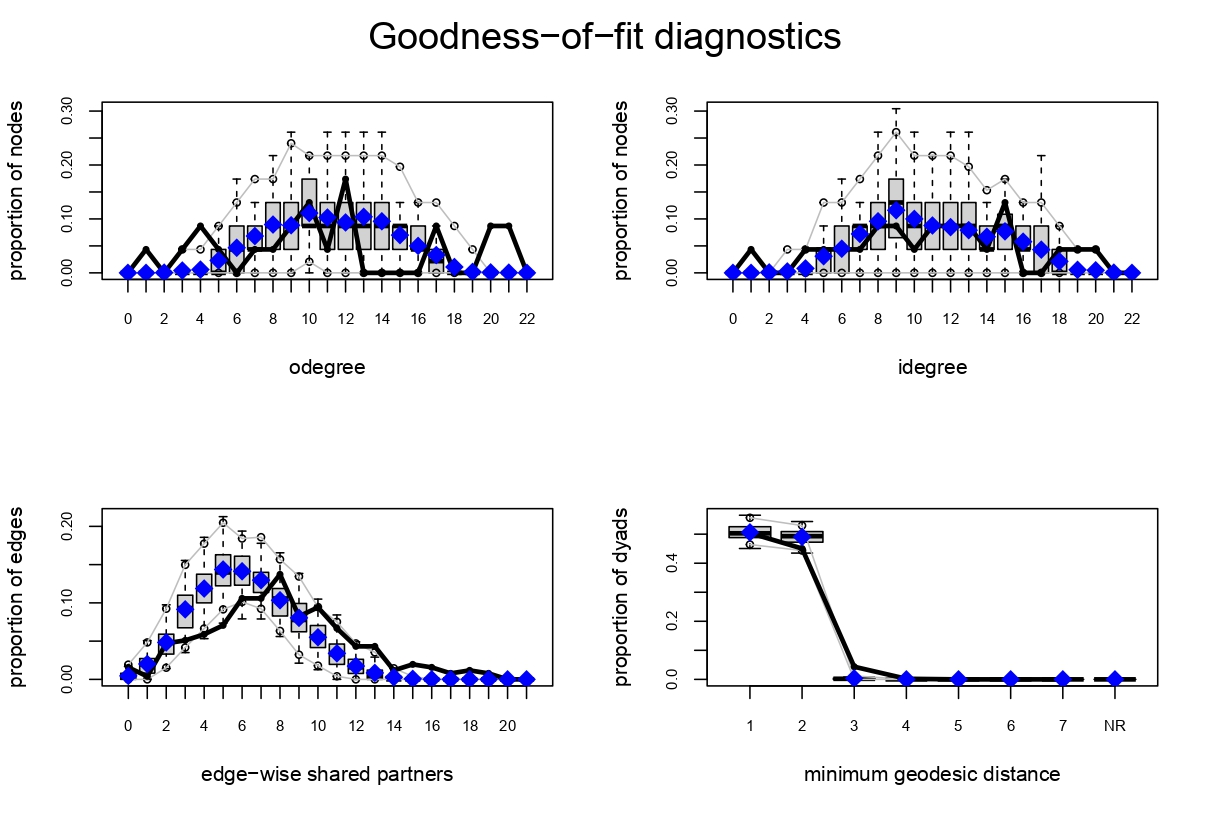 Goodness−of−fit diagnostics
proportion of nodes
0.00 0.10 0.20 0.30
0 2 4 6 8 10 12 14 16 18 20 22
odegree
proportion of nodes
0.00 0.10 0.20 0.30
0 2 4 6 8 10 12 14 16 18 20 22
idegree
proportion of edges
0.00 0.10 0.20
0 2 4 6 8 10 12 14 16 18 20
edge−wise shared partners
proportion of dyads
0.0 0.2 0.4
1 2 3 4 5 6 7 NR
minimum geodesic distance